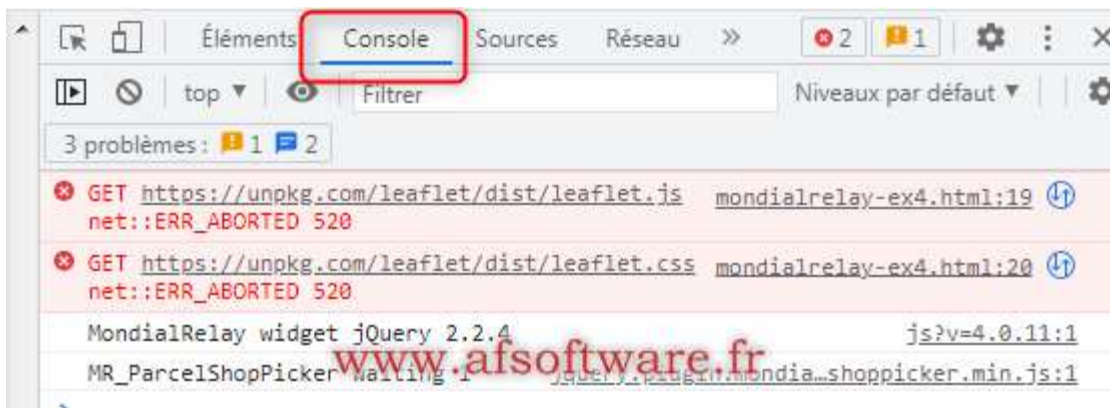 Éléments Console Sources Réseau » 2 1
top ▼ Filtrer Niveaux par défaut ▼
3 problèmes : 1 2
GET https://unpkg.com/leaflet/dist/leaflet.js mondialrelay-ex4.html:19
net::ERR_ABORTED 520
GET https://unpkg.com/leaflet/dist/leaflet.css mondialrelay-ex4.html:20
net::ERR_ABORTED 520
MondialRelay widget jQuery 2.2.4 js?v=4.0.11:1
www.afsoftware.fr
MR_ParcelShopPicker Waiting 1 jquery.plugin.mondia…shoppicker.min.js:1